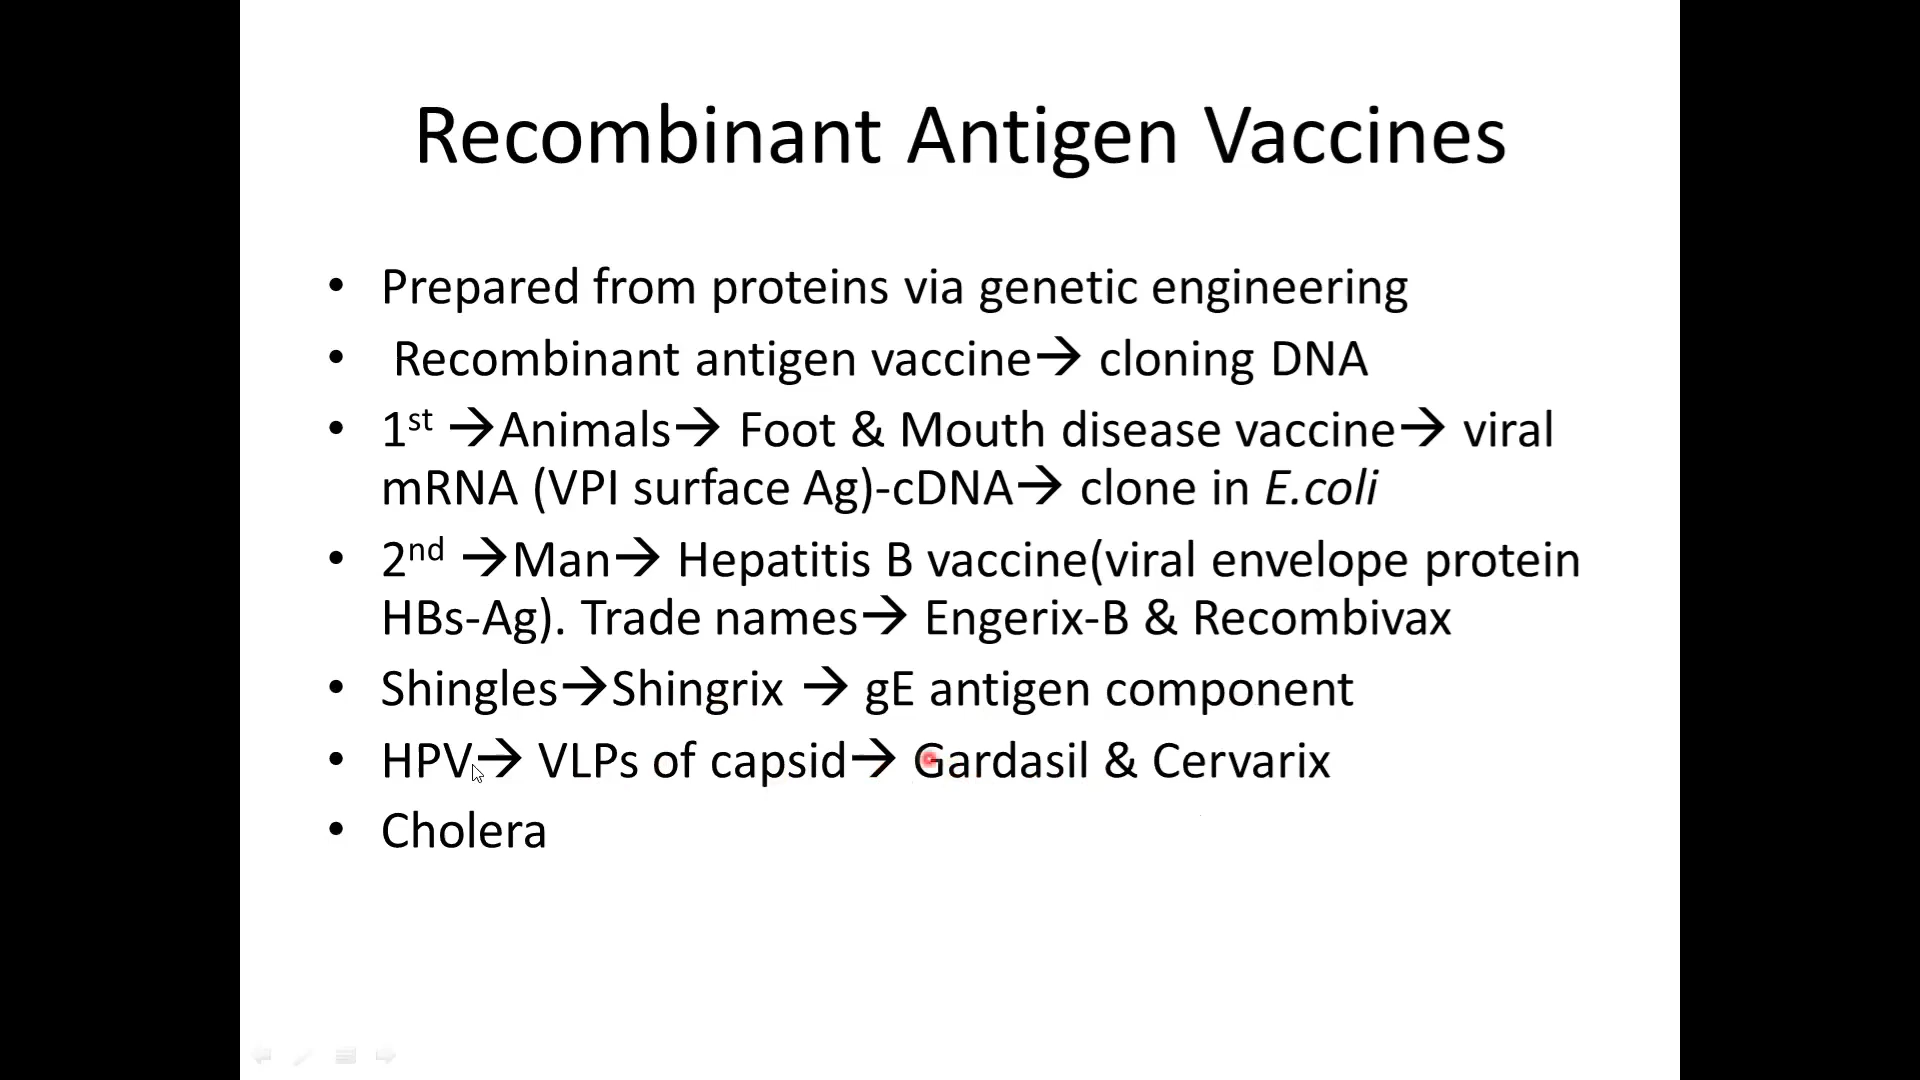 Recombinant Antigen Vaccines
• Prepared from proteins via genetic engineering
• Recombinant antigen vaccine→ cloning DNA
• 1st →Animals→ Foot & Mouth disease vaccine→ viral
mRNA (VPI surface Ag)-cDNA→ clone in E.coli
• 2nd →Man→ Hepatitis B vaccine(viral envelope protein
HBs-Ag). Trade names→ Engerix-B & Recombivax
• Shingles→Shingrix → gE antigen component
• HPV→ VLPs of capsid→ Gardasil & Cervarix
• Cholera